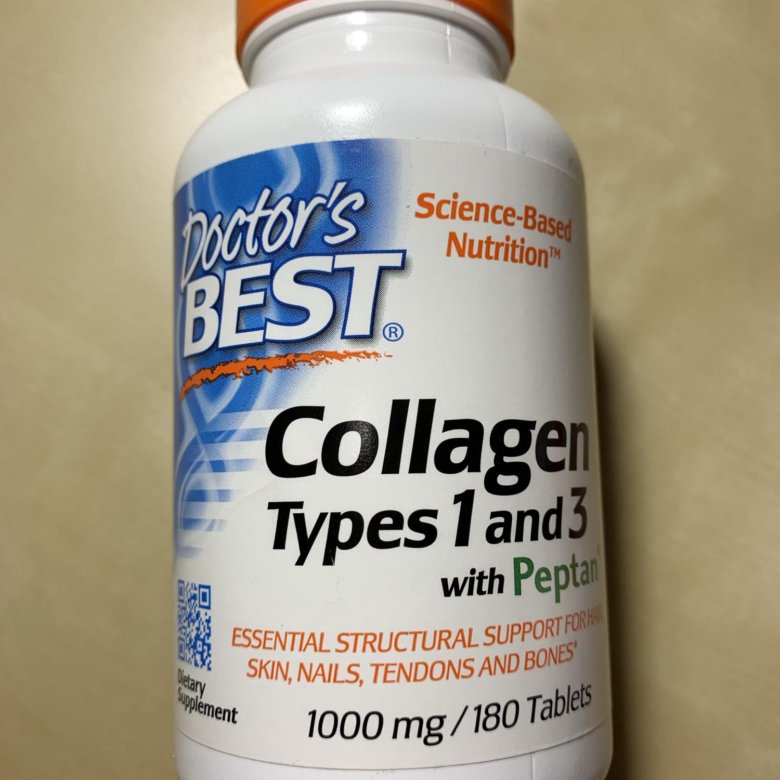 Doctor's
BEST®
Science-Based
Nutrition™
Collagen
Types 1 and 3
with Peptan®
ESSENTIAL STRUCTURAL SUPPORT FOR HAIR
SKIN, NAILS, TENDONS AND BONES*
Dietary
Supplement
1000 mg / 180 Tablets